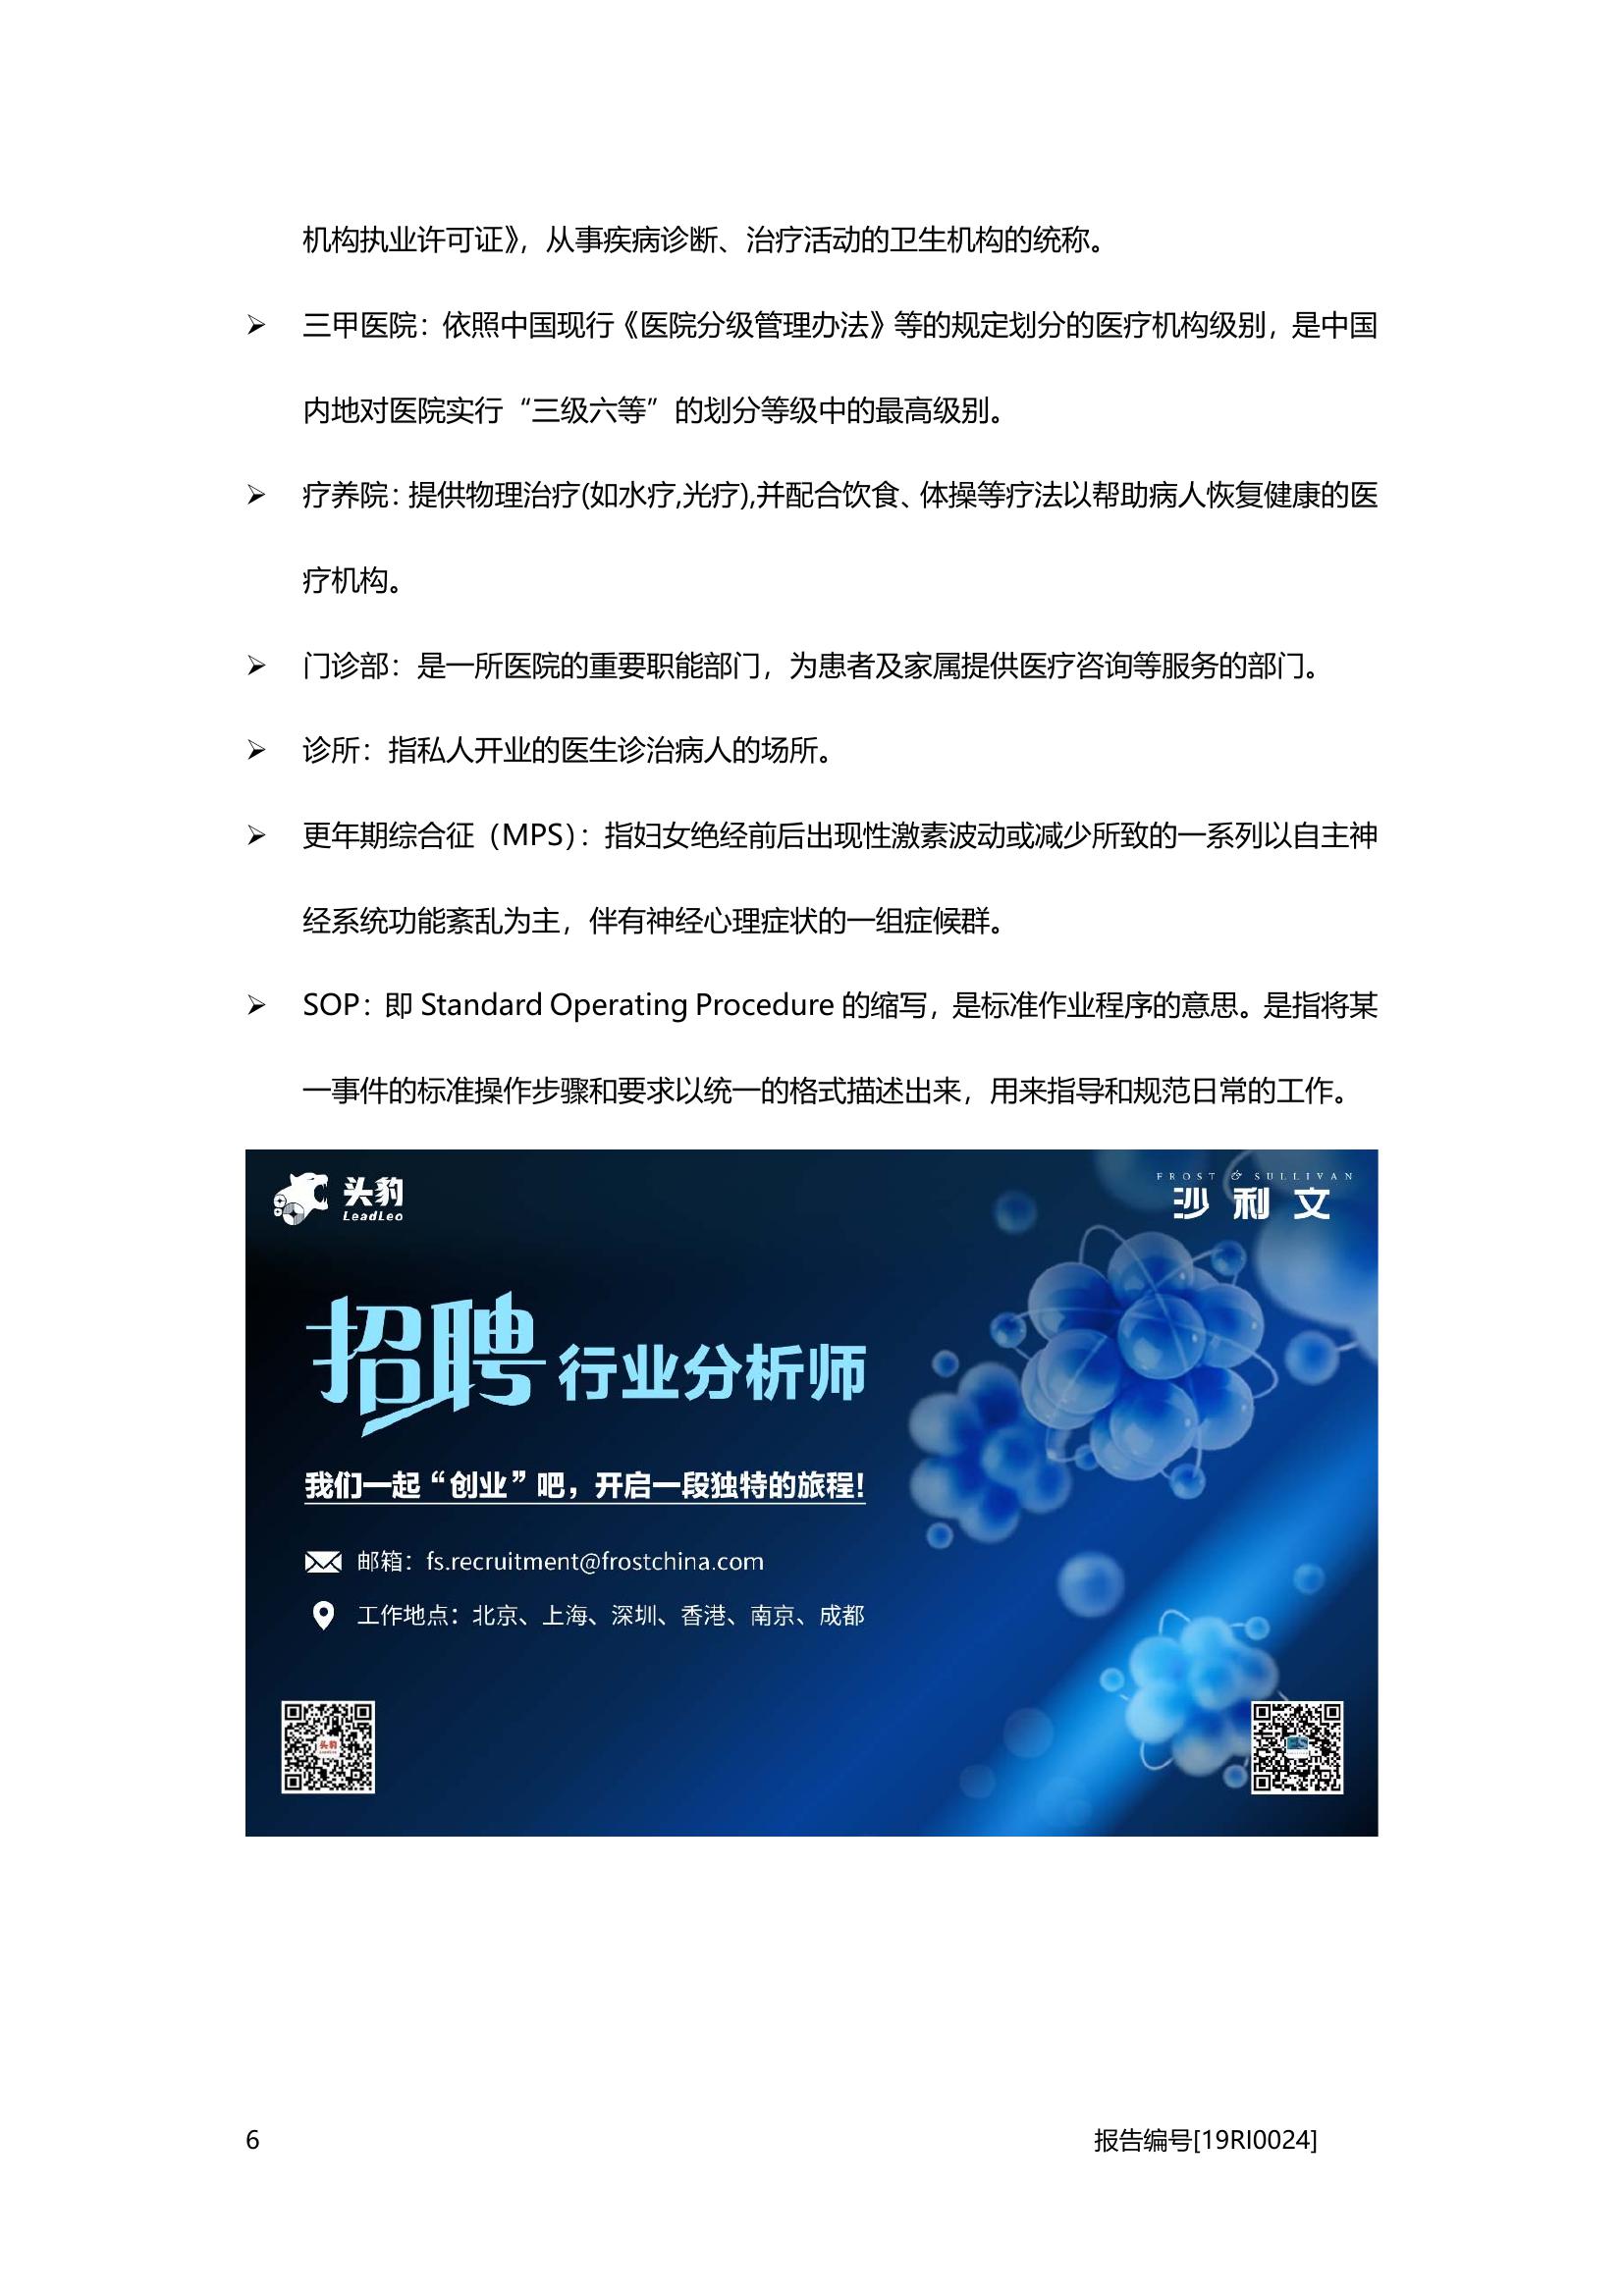 机构执业许可证》，从事疾病诊断、治疗活动的卫生机构的统称。
➢ 三甲医院：依照中国现行《医院分级管理办法》等的规定划分的医疗机构级别，是中国
内地对医院实行“三级六等”的划分等级中的最高级别。
➢ 疗养院：提供物理治疗(如水疗,光疗),并配合饮食、体操等疗法以帮助病人恢复健康的医
疗机构。
➢ 门诊部：是一所医院的重要职能部门，为患者及家属提供医疗咨询等服务的部门。
➢ 诊所：指私人开业的医生诊治病人的场所。
➢ 更年期综合征（MPS）：指妇女绝经前后出现性激素波动或减少所致的一系列以自主神
经系统功能紊乱为主，伴有神经心理症状的一组症候群。
➢ SOP：即 Standard Operating Procedure 的缩写，是标准作业程序的意思。是指将某
一事件的标准操作步骤和要求以统一的格式描述出来，用来指导和规范日常的工作。
头豹
LeadLeo
FROST & SULLIVAN
沙利文
招聘 行业分析师
我们一起“创业”吧，开启一段独特的旅程！
邮箱：fs.recruitment@frostchina.com
工作地点：北京、上海、深圳、香港、南京、成都
头豹
6
报告编号[19RI0024]